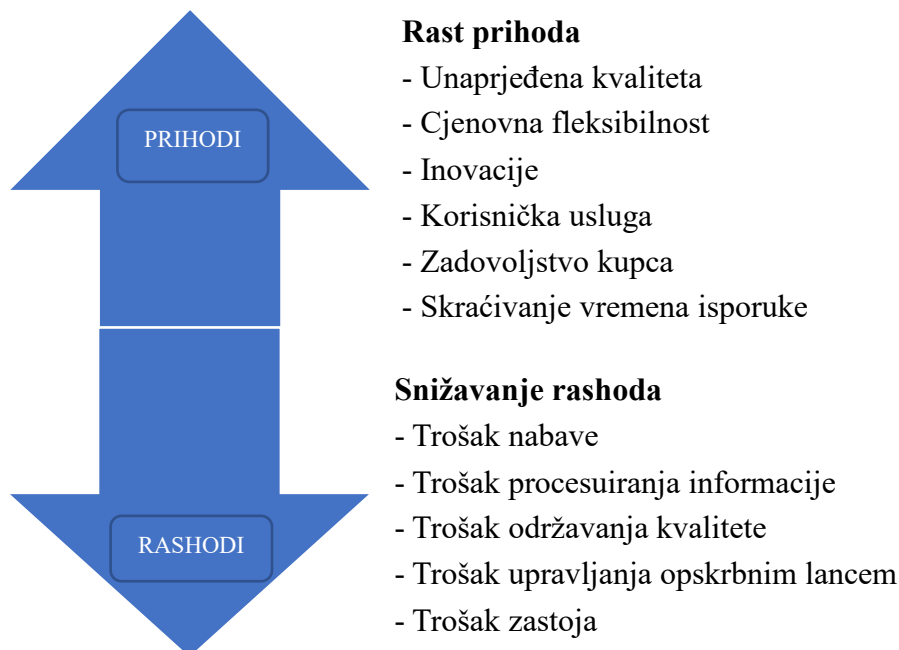 PRIHODI
Rast prihoda
- Unaprjeđena kvaliteta
- Cjenovna fleksibilnost
- Inovacije
- Korisnička usluga
- Zadovoljstvo kupca
- Skraćivanje vremena isporuke
RASHODI
Snižavanje rashoda
- Trošak nabave
- Trošak procesuiranja informacije
- Trošak održavanja kvalitete
- Trošak upravljanja opskrbnim lancem
- Trošak zastoja